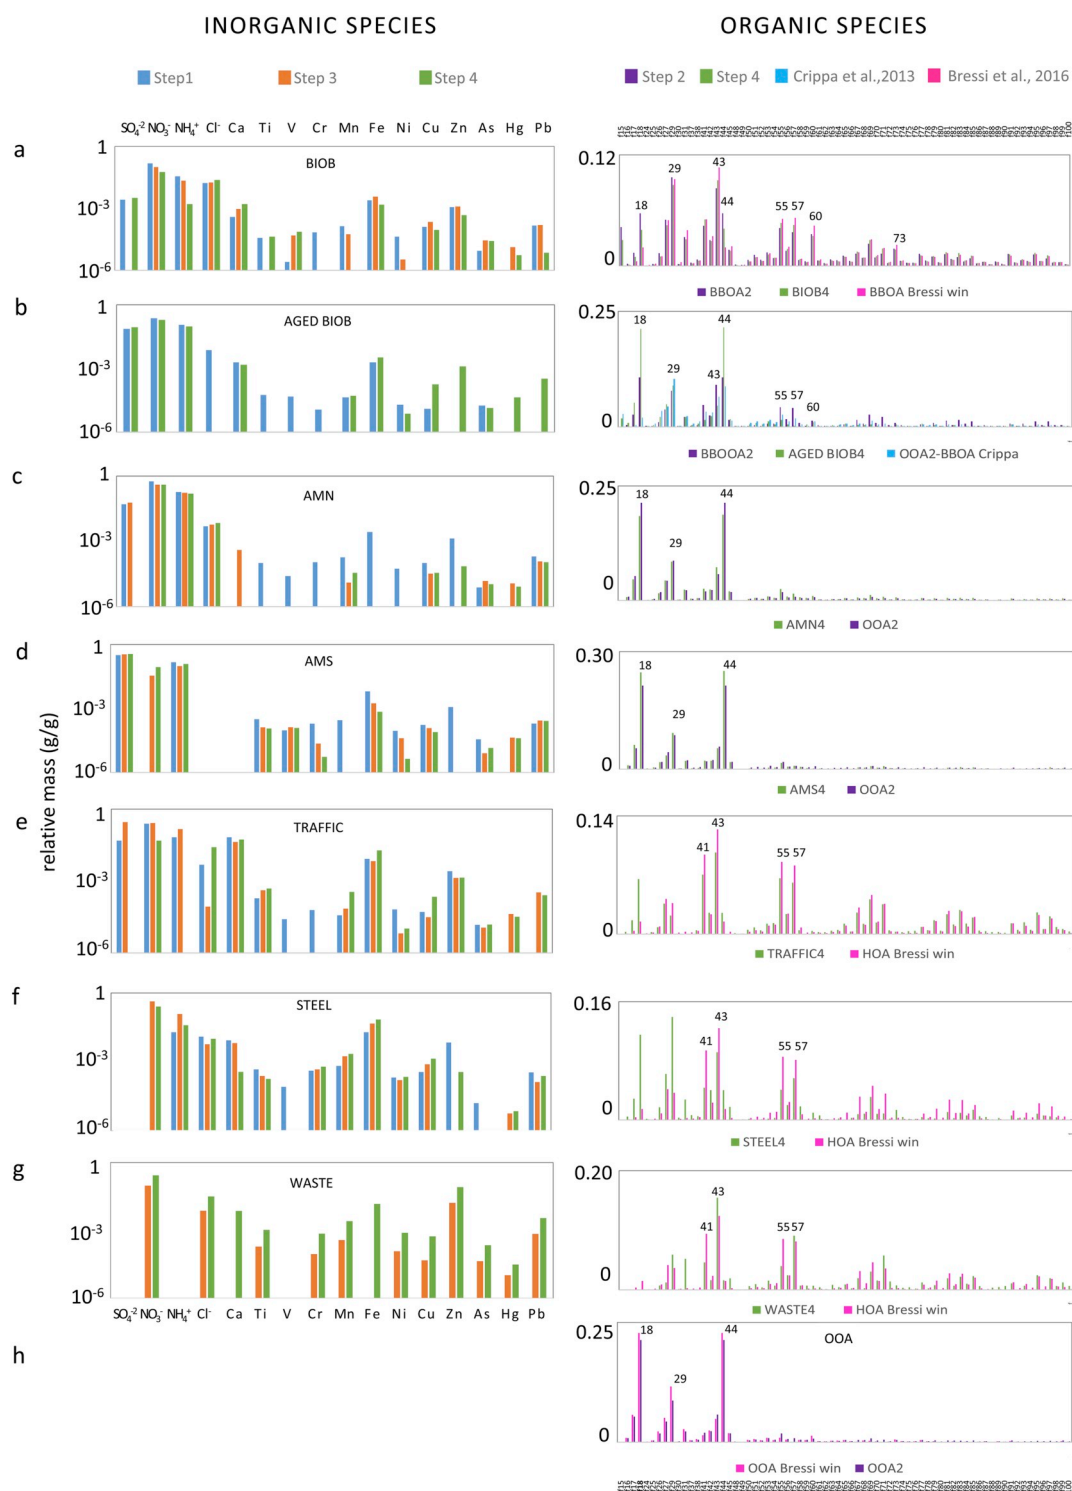 INORGANIC SPECIES
ORGANIC SPECIES
Step1
Step 3
Step 4
Step 2
Step 4
Crippa et al.,2013
Bressi et al., 2016
SO₄⁻² NO₃⁻ NH₄⁺ Cl⁻ Ca Ti V Cr Mn Fe Ni Cu Zn As Hg Pb
relative mass (g/g)
a
1
10⁻³
10⁻⁶
BIOB
0.12
0
18 29 43 44 55 57 60 73
BBOA2 BIOB4 BBOA Bressi win
b
1
10⁻³
10⁻⁶
AGED BIOB
0.25
0
18 29 43 44 55 57 60
BBOOA2 AGED BIOB4 OOA2-BBOA Crippa
c
1
10⁻³
10⁻⁶
AMN
0.25
0
18 29 44
AMN4 OOA2
d
1
10⁻³
10⁻⁶
AMS
0.30
0
18 29 44
AMS4 OOA2
e
1
10⁻³
10⁻⁶
TRAFFIC
0.14
0
41 43 55 57
TRAFFIC4 HOA Bressi win
f
1
10⁻³
10⁻⁶
STEEL
0.16
0
41 43 55 57
STEEL4 HOA Bressi win
g
1
10⁻³
10⁻⁶
WASTE
0.20
0
41 43 55 57
WASTE4 HOA Bressi win
SO₄⁻² NO₃⁻ NH₄⁺ Cl⁻ Ca Ti V Cr Mn Fe Ni Cu Zn As Hg Pb
h
0.25
0
OOA
18 29 44
OOA Bressi win OOA2